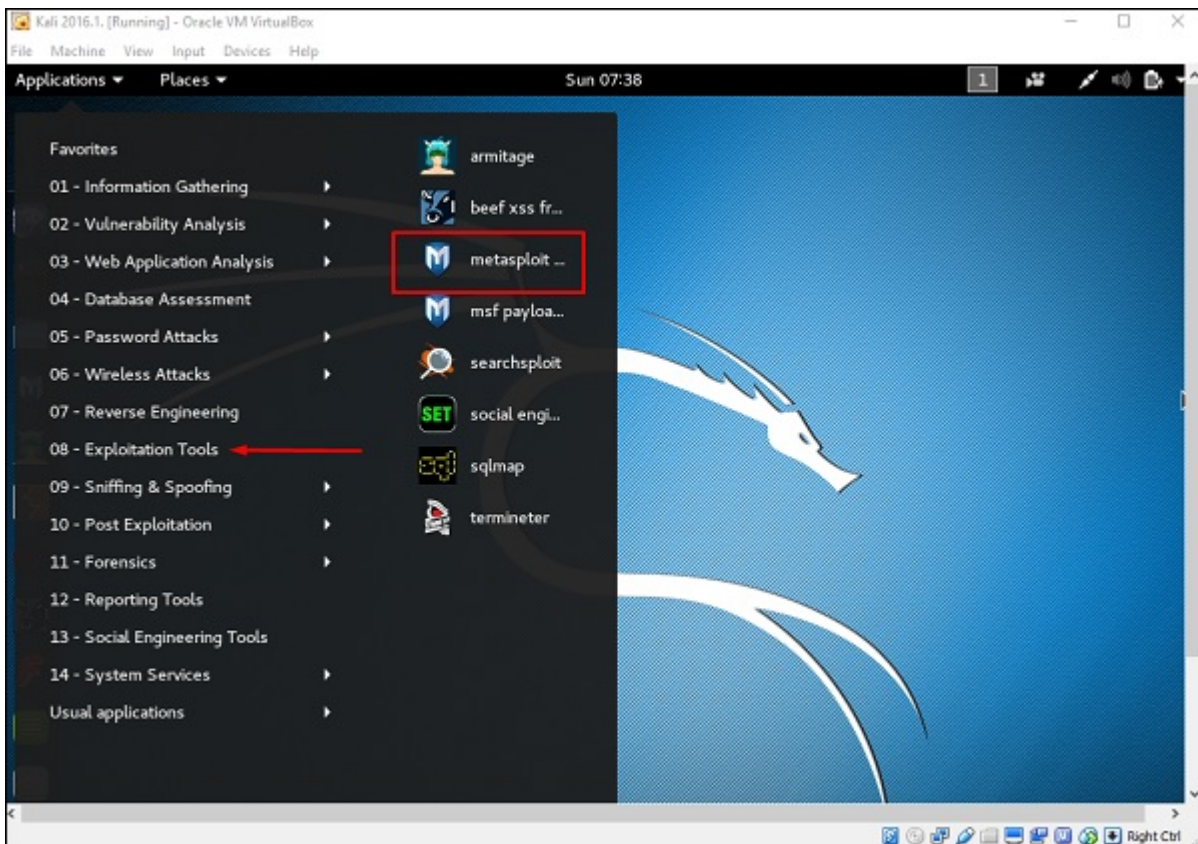 Kali 2016.1. [Running] - Oracle VM VirtualBox
File Machine View Input Devices Help
Applications Places Sun 07:38 1
Favorites
01 - Information Gathering
02 - Vulnerability Analysis
03 - Web Application Analysis
04 - Database Assessment
05 - Password Attacks
06 - Wireless Attacks
07 - Reverse Engineering
08 - Exploitation Tools
09 - Sniffing & Spoofing
10 - Post Exploitation
11 - Forensics
12 - Reporting Tools
13 - Social Engineering Tools
14 - System Services
Usual applications
armitage
beef xss fr...
M metasploit ...
M msf payloa...
searchsploit
SET social engi...
sqlmap
termineter
Right Ctrl